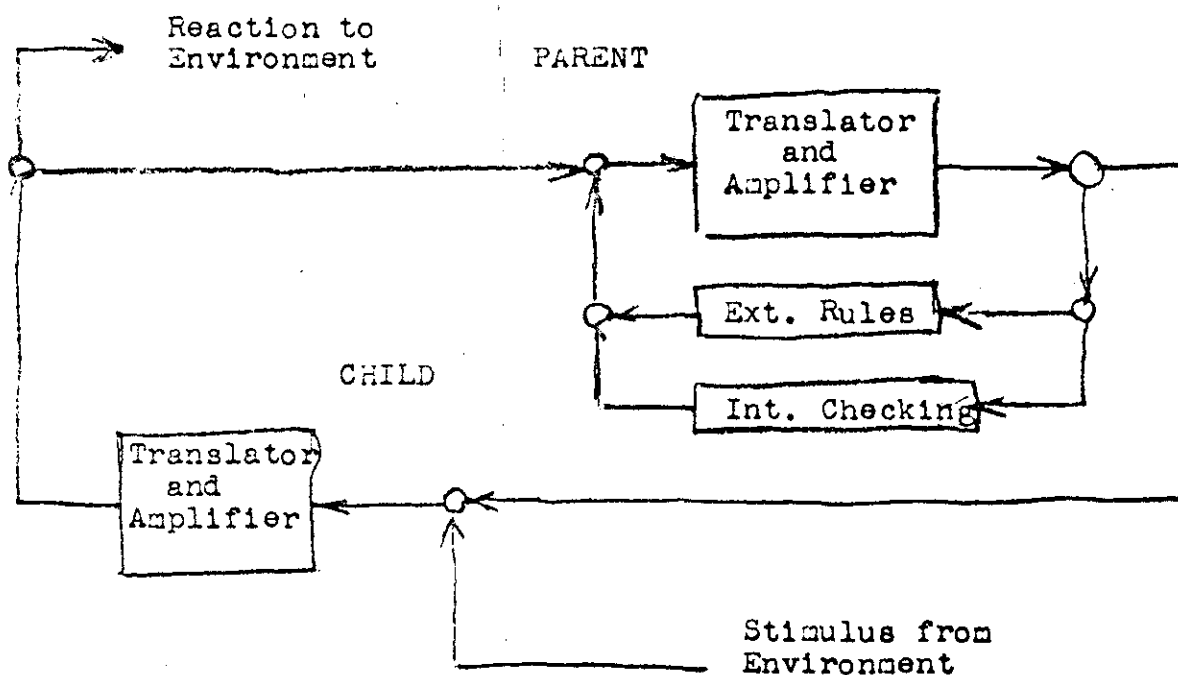 Reaction to
Environment
PARENT
Translator
and
Amplifier
Ext. Rules
CHILD
Int. Checking
Translator
and
Amplifier
Stimulus from
Environment